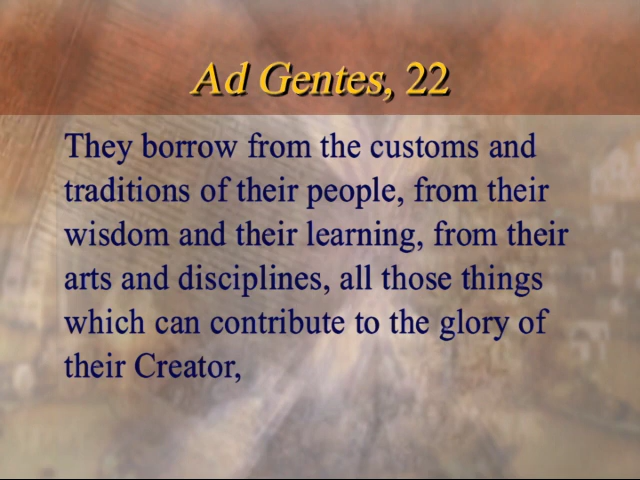 Ad Gentes, 22
They borrow from the customs and
traditions of their people, from their
wisdom and their learning, from their
arts and disciplines, all those things
which can contribute to the glory of
their Creator,